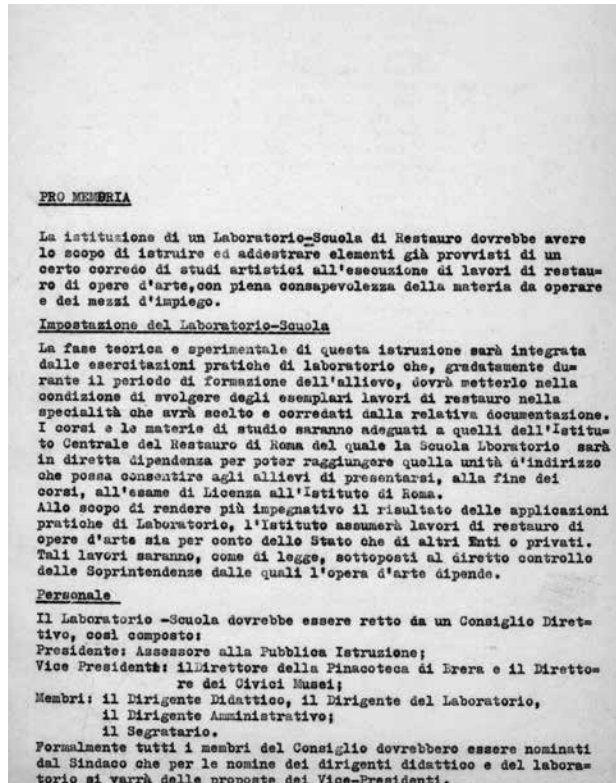 PRO MEMBRIA
La istituzione di un Laboratorio-Scuola di Restauro dovrebbe avere
lo scopo di istruire ed addestrare elementi già provvisti di un
certo corredo di studi artistici all'esecuzione di lavori di restau=
ro di opere d'arte,con piena consapevolezza della materia da operare
e dei mezzi d'impiego.
Impostazione del Laboratorio-Scuola
La fase teorica e sperimentale di questa istruzione sarà integrata
dalle esercitazioni pratiche di laboratorio che, gradatamente du=
rante il periodo di formazione dell'allievo, dovrà metterlo nella
condizione di svolgere degli esemplari lavori di restauro nella
specialità che avrà scelto e corredati dalla relativa documentazione.
I corsi e le materie di studio saranno adeguati a quelli dell'Istitu=
to Centrale del Restauro di Roma del quale la Scuola Lboratorio sarà
in diretta dipendenza per poter raggiungere quella unità d'indirizzo
che possa consentire agli allievi di presentarsi, alla fine dei
corsi, all'esame di Licenza all'Istituto di Roma.
Allo scopo di rendere più impegnativo il risultato delle applicazioni
pratiche di Laboratorio, l'Istituto assumerà lavori di restauro di
opere d'arte sia per conto dello Stato che di altri Enti o privati.
Tali lavori saranno, come di legge, sottoposti al diretto controllo
delle Soprintendenze dalle quali l'opera d'arte dipende.
Personale
Il Laboratorio -Scuola dovrebbe essere retto da un Consiglio Diret=
tivo, così composto:
Presidente: Assessore alla Pubblica Istruzione;
Vice Presidenti: ilDirettore della Pinacoteca di Brera e il Diretto=
re dei Civici Musei;
Membri: il Dirigente Didattico, il Dirigente del Laboratorio,
il Dirigente Amministrativo;
il Segratario.
Formalmente tutti i membri del Consiglio dovrebbero essere nominati
dal Sindaco che per le nomine dei dirigenti didattico e del labora=
torio si varrà delle proposte dei Vice-Presidenti.